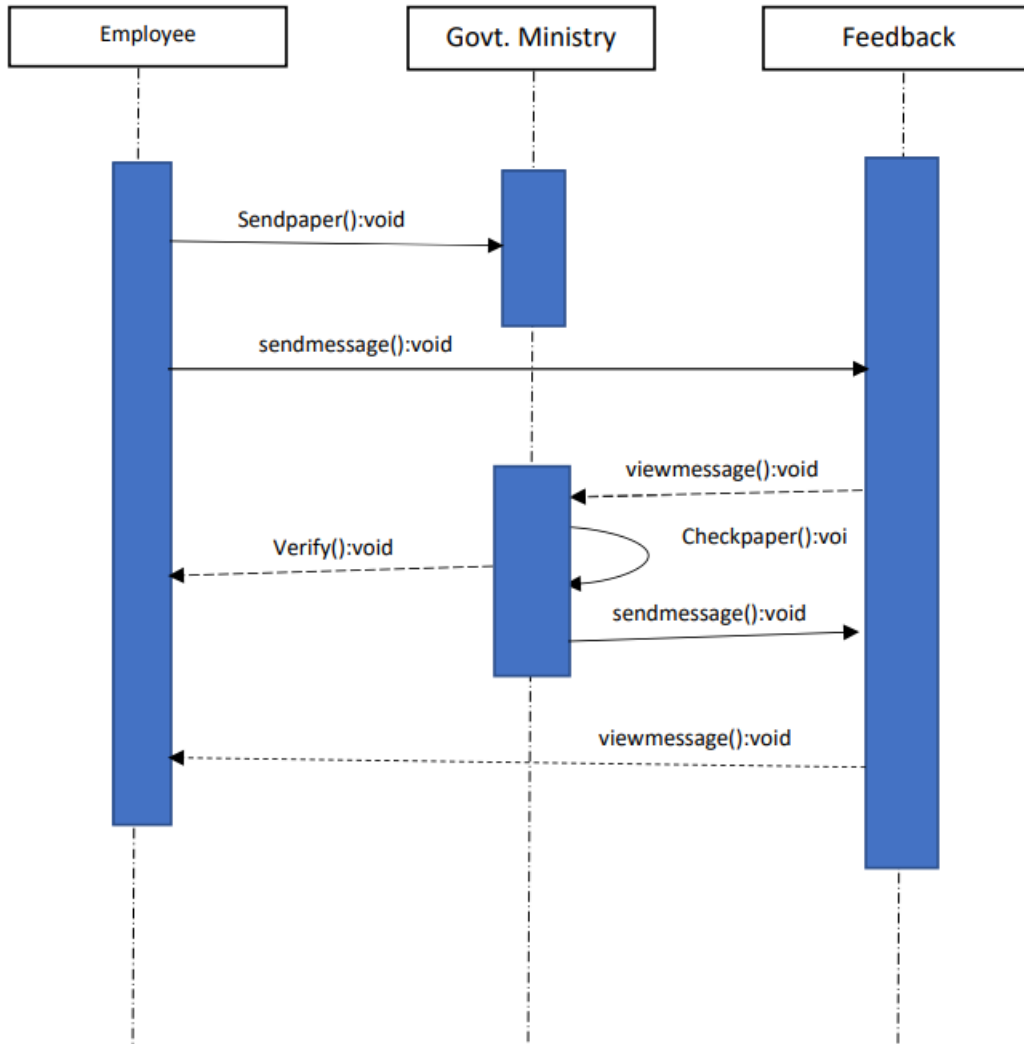 Employee
Govt. Ministry
Feedback
Sendpaper():void
sendmessage():void
viewmessage():void
Checkpaper():voi
Verify():void
sendmessage():void
viewmessage():void